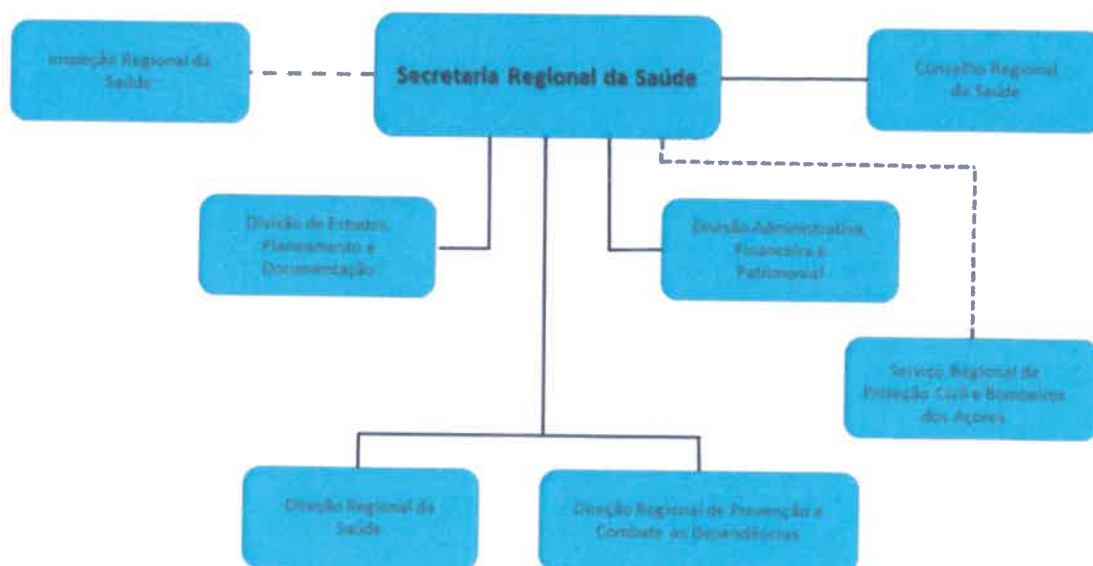 Inspeção Regional da
Saúde
Secretaria Regional da Saúde
Conselho Regional
da Saúde
Divisão de Estudos,
Planeamento e
Documentação
Divisão Administrativa,
Financeira e
Patrimonial
Serviço Regional de
Proteção Civil e Bombeiros
dos Açores
Direção Regional da
Saúde
Direção Regional de Prevenção e
Combate às Dependências